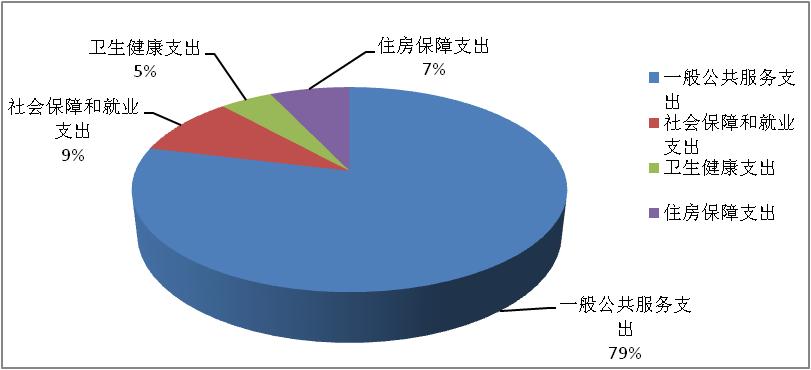 卫生健康支出
5%
住房保障支出
7%
社会保障和就业
支出
9%
一般公共服务支
出
79%
一般公共服务支
出
社会保障和就业
支出
卫生健康支出
住房保障支出